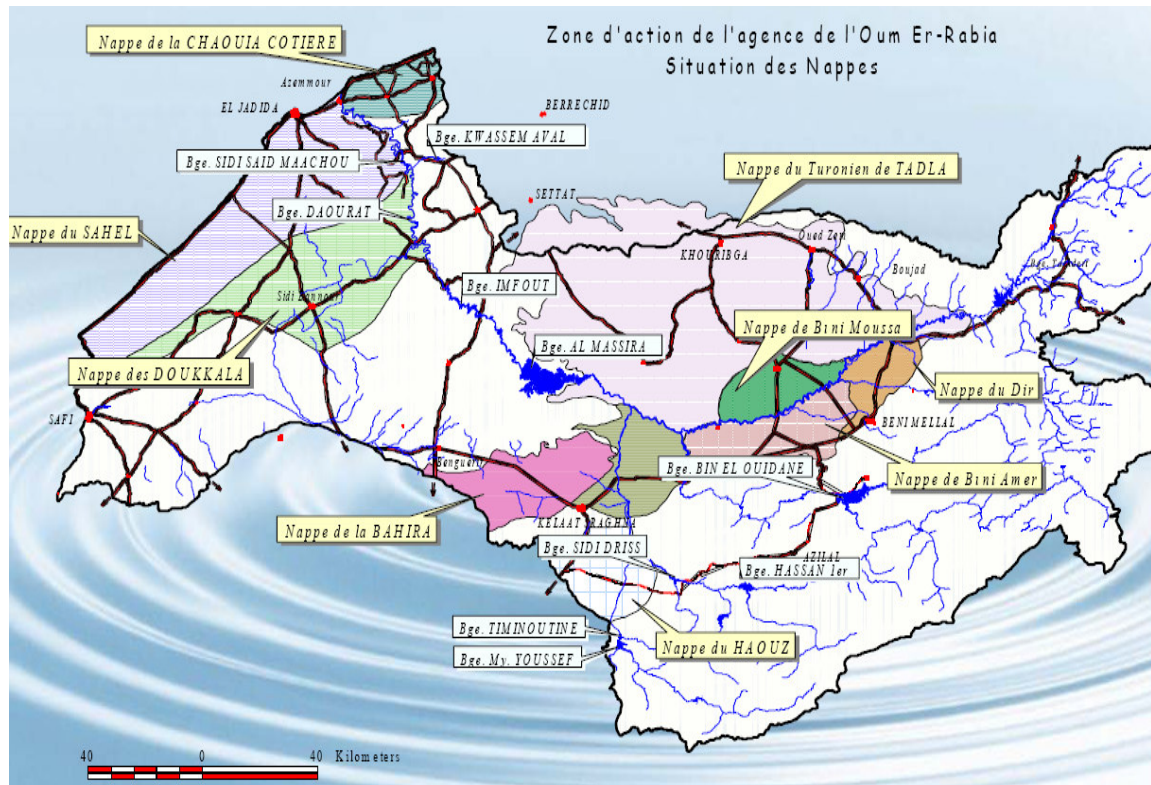 Zone d'action de l'agence de l'Oum Er-Rabia
Situation des Nappes
Nappe de la CHAOUIA COTIERE
Azemmour
EL JADIDA
BERRECHID
Bge. KWASSEM AVAL
Bge. SIDI SAID MAACHOU
Nappe du Turonien de TADLA
SETTAT
Bge. DAOURAT
Nappe du SAHEL
Oued Zem
KHOURIBGA
Boujad
Bge. IMFOUT
Sidi Bannour
Nappe de Bini Moussa
Bge. AL MASSIRA
Nappe des DOUKKALA
Nappe du Dir
SAFI
BENI MELLAL
Benguerir
Bge. BIN EL OUIDANE
Nappe de Bini Amer
Nappe de la BAHIRA
KELAAT SRAGHNA
Bge. SIDI DRISS
AZILAL
Bge. HASSAN 1er
Bge. TIMINOUTINE
Nappe du HAOUZ
Bge. My. YOUSSEF
40 0 40 Kilometers